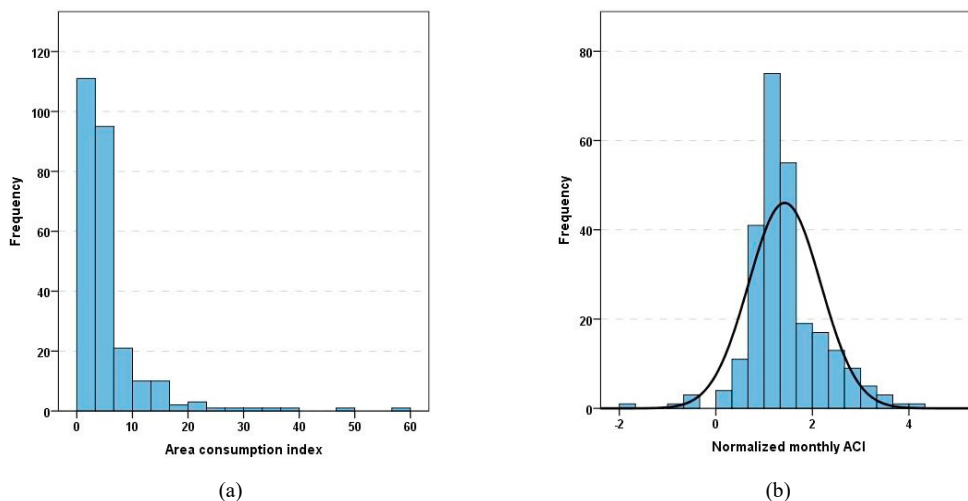 120
100
80
60
40
20
0
Frequency
0 10 20 30 40 50 60
Area consumption index
(a)
80
60
40
20
0
Frequency
-2 0 2 4
Normalized monthly ACI
(b)